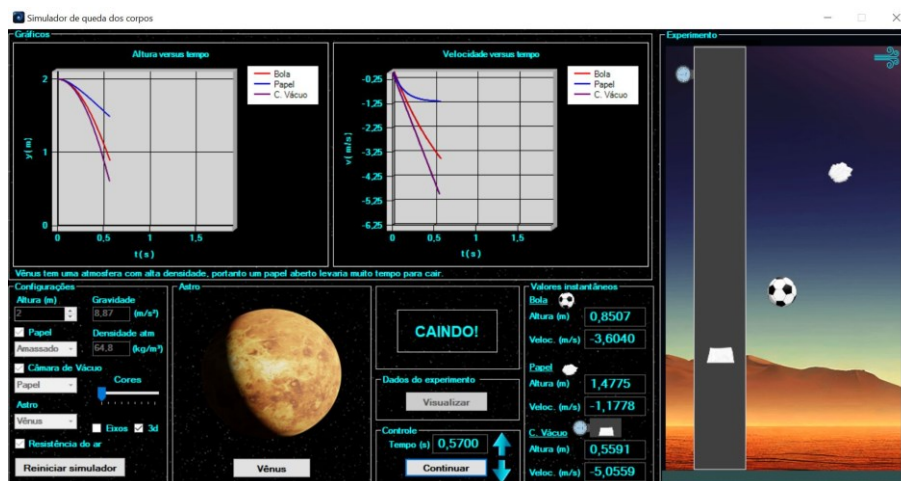 Simulador de queda dos corpos
Gráficos
Altura versus tempo
Bola
Papel
C. Vácuo
2
1
0
y(m)
0
0,5
1
1,5
t(s)
Velocidade versus tempo
Bola
Papel
C. Vácuo
-0,25
-1,25
-2,25
-3,25
-4,25
-5,25
-6,25
v(m/s)
0
0,5
1
1,5
t(s)
Experimento
Vênus tem uma atmosfera com alta densidade, portanto um papel aberto levaria muito tempo para cair.
Configurações
Altura (m)
Gravidade
2
8,87
(m/s²)
Papel
Densidade atm
Amassado
64,8
(kg/m³)
Câmara de Vácuo
Papel
Cores
Astro
Vênus
Eixos
3d
Resistência do ar
Reiniciar simulador
Astro
Vênus
CAINDO!
Dados do experimento
Visualizar
Controle
Tempo (s)
0,5700
Continuar
Valores instantâneos
Bola
Altura (m)
0,8507
Veloc. (m/s)
-3,6040
Papel
Altura (m)
1,4775
Veloc. (m/s)
-1,1778
C. Vácuo
Altura (m)
0,5591
Veloc. (m/s)
-5,0559